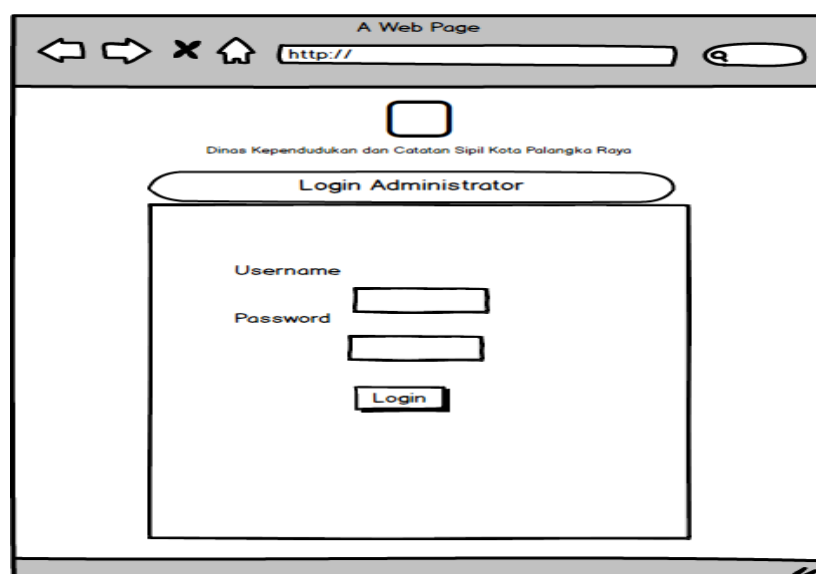 A Web Page
http://
Dinas Kependudukan dan Catatan Sipil Kota Palangka Raya
Login Administrator
Username
Password
Login